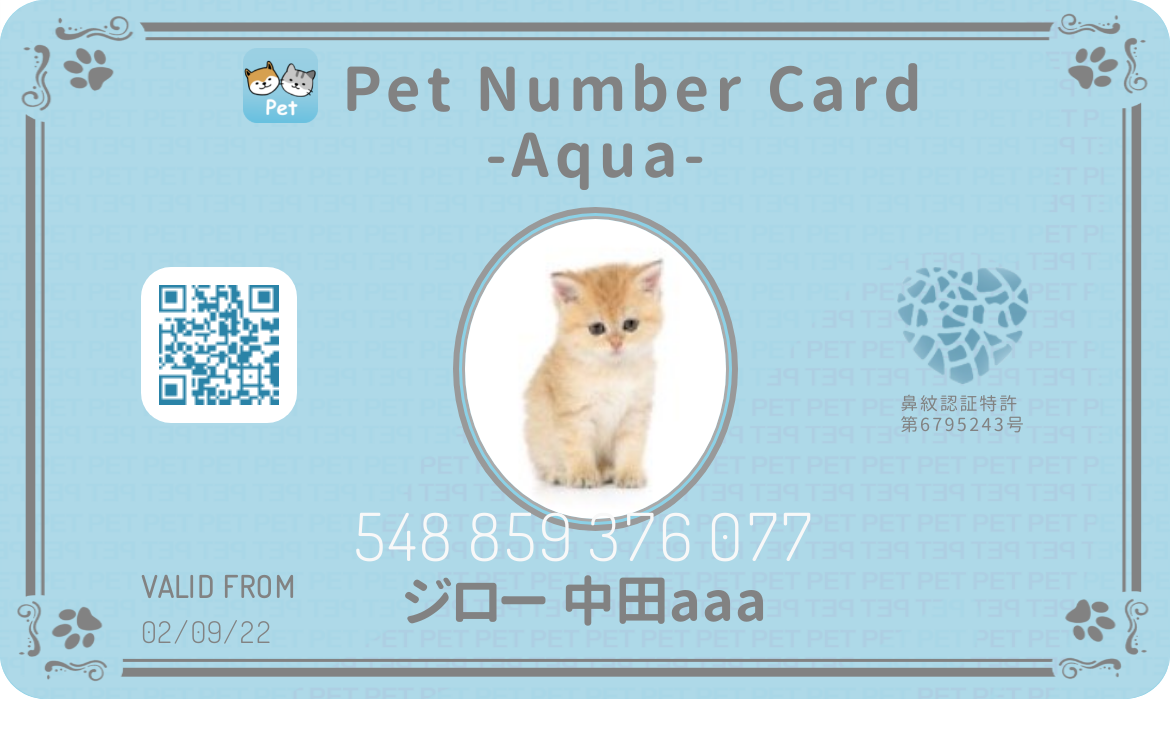 Pet
Pet Number Card
-Aqua-
鼻紋認証特許
第6795243号
548 859 376 077
VALID FROM
02/09/22
ジロー 中田aaa